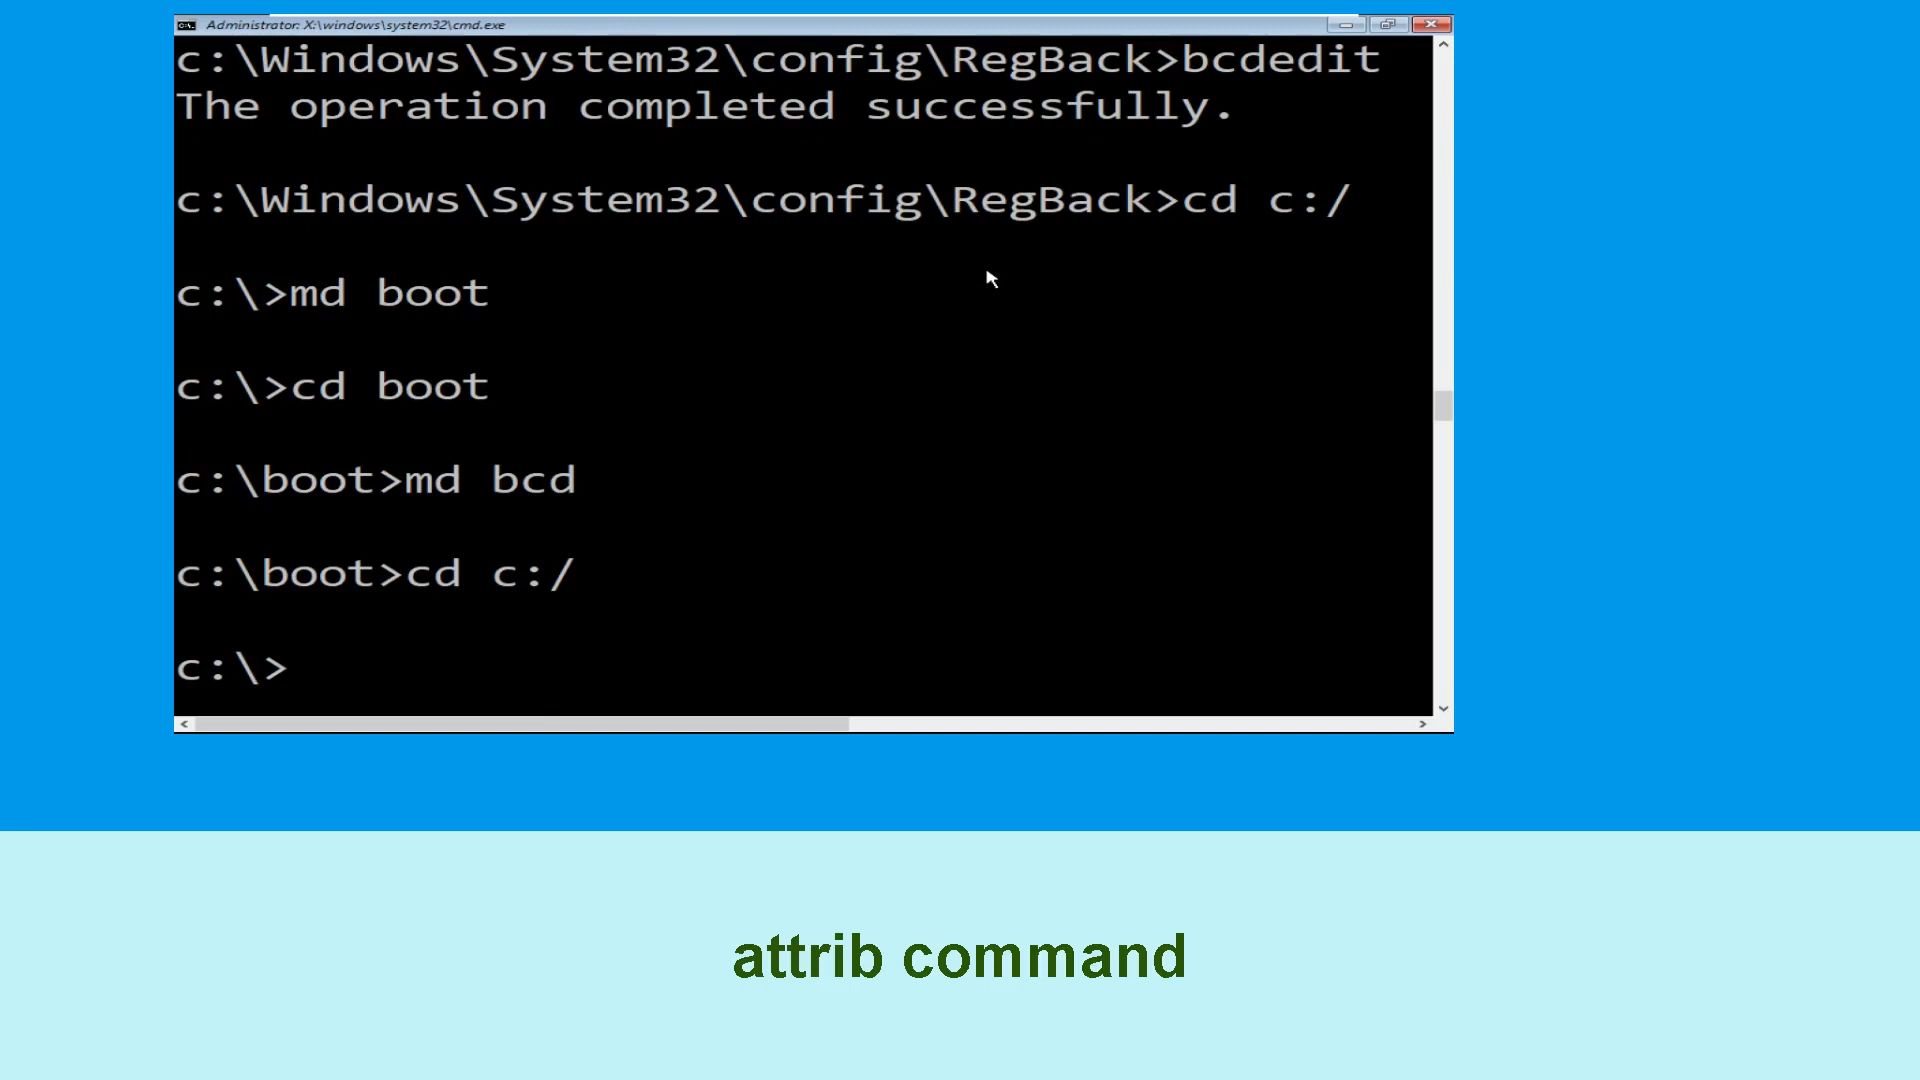 Administrator: X:\windows\system32\cmd.exe
c:\Windows\System32\config\RegBack>bcdedit
The operation completed successfully.
c:\Windows\System32\config\RegBack>cd c:/
c:\>md boot
c:\>cd boot
c:\boot>md bcd
c:\boot>cd c:/
c:\>
attrib command